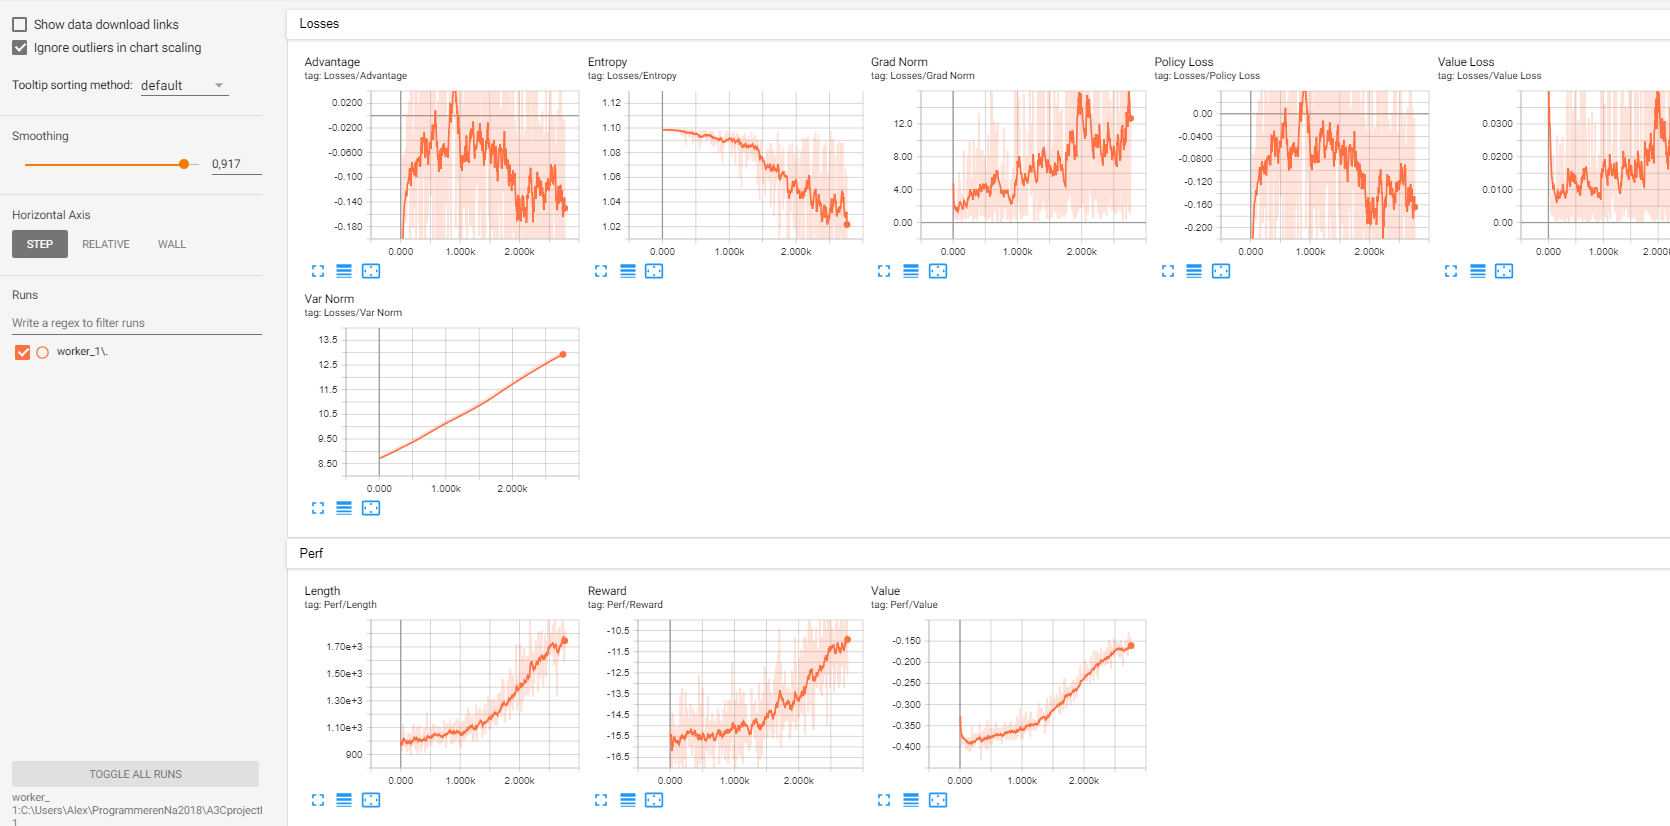 Show data download links
Ignore outliers in chart scaling
Tooltip sorting method: default
Smoothing
0,917
Horizontal Axis
STEP RELATIVE WALL
Runs
Write a regex to filter runs
worker_1\.
TOGGLE ALL RUNS
worker_
1:C:\Users\Alex\ProgrammerenNa2018\A3Cproject
1
Losses
Advantage
tag: Losses/Advantage
0.0200
-0.0200
-0.0600
-0.100
-0.140
-0.180
0.000 1.000k 2.000k
Entropy
tag: Losses/Entropy
1.12
1.10
1.08
1.06
1.04
1.02
0.000 1.000k 2.000k
Grad Norm
tag: Losses/Grad Norm
12.0
8.00
4.00
0.00
0.000 1.000k 2.000k
Policy Loss
tag: Losses/Policy Loss
0.00
-0.0400
-0.0800
-0.120
-0.160
-0.200
0.000 1.000k 2.000k
Value Loss
tag: Losses/Value Loss
0.0300
0.0200
0.0100
0.00
0.000 1.000k 2.000
Var Norm
tag: Losses/Var Norm
13.5
12.5
11.5
10.5
9.50
8.50
0.000 1.000k 2.000k
Perf
Length
tag: Perf/Length
1.70e+3
1.50e+3
1.30e+3
1.10e+3
900
0.000 1.000k 2.000k
Reward
tag: Perf/Reward
-10.5
-11.5
-12.5
-13.5
-14.5
-15.5
-16.5
0.000 1.000k 2.000k
Value
tag: Perf/Value
-0.150
-0.200
-0.250
-0.300
-0.350
-0.400
0.000 1.000k 2.000k